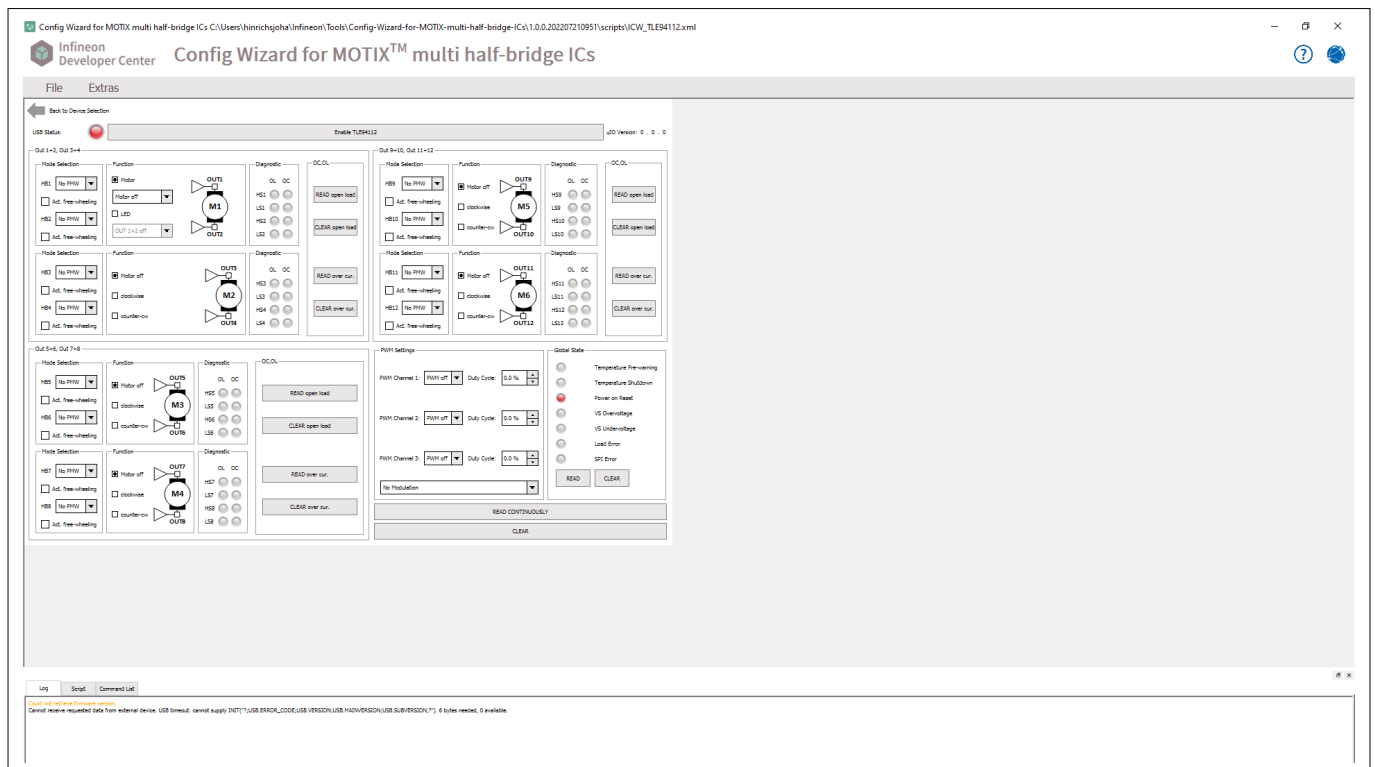 Config Wizard for MOTIX multi half-bridge ICs C:\Users\hinrichsjoha\Infineon\Tools\Config-Wizard-for-MOTIX-multi-half-bridge-ICs\1.0.0.202207210951\scripts\ICW_TLE94112.xml
Infineon
Developer Center
Config Wizard for MOTIX™ multi half-bridge ICs
File Extras
Back to Device Selection
USB Status: Enable TLE94112 uIO Version: 0 . 0 . 0
Out 1+2, Out 3+4
Mode Selection Function Diagnostic OC,OL
HB1 No PMW Motor OUT1 OL OC
Act. free-wheeling Motor off M1 HS1 READ open load
LS1
HB2 No PMW LED HS2
Act. free-wheeling OUT 1+2 off OUT2 LS2 CLEAR open load
Mode Selection Function Diagnostic
HB3 No PMW Motor off OUT3 OL OC READ over cur.
Act. free-wheeling clockwise M2 HS3
LS3
HB4 No PMW counter-cw HS4 CLEAR over cur.
Act. free-wheeling OUT4 LS4
Out 9+10, Out 11+12
Mode Selection Function Diagnostic OC,OL
HB9 No PMW Motor off OUT9 OL OC
Act. free-wheeling clockwise M5 HS9 READ open load
LS9
HB10 No PMW counter-cw HS10
Act. free-wheeling OUT10 LS10 CLEAR open load
Mode Selection Function Diagnostic
HB11 No PMW Motor off OUT11 OL OC READ over cur.
Act. free-wheeling clockwise M6 HS11
LS11
HB12 No PMW counter-cw HS12 CLEAR over cur.
Act. free-wheeling OUT12 LS12
Out 5+6, Out 7+8
Mode Selection Function Diagnostic OC,OL
HB5 No PMW Motor off OUT5 OL OC
Act. free-wheeling clockwise M3 HS5 READ open load
LS5
HB6 No PMW counter-cw HS6 CLEAR open load
Act. free-wheeling OUT6 LS6
Mode Selection Function Diagnostic
HB7 No PMW Motor off OUT7 OL OC READ over cur.
Act. free-wheeling clockwise M4 HS7
LS7
HB8 No PMW counter-cw HS8 CLEAR over cur.
Act. free-wheeling OUT8 LS8
PWM Settings
PWM Channel 1: PWM off Duty Cycle: 0.0 %
PWM Channel 2: PWM off Duty Cycle: 0.0 %
PWM Channel 3: PWM off Duty Cycle: 0.0 %
No Modulation
Global State
Temperature Pre-warning
Temperature Shutdown
Power on Reset
VS Overvoltage
VS Undervoltage
Load Error
SPI Error
READ CLEAR
READ CONTINUOUSLY
CLEAR
Log Script Command List
Could not retrieve firmware version.
Cannot receive requested data from external device. USB timeout: cannot supply INIT("?;USB.ERROR_CODE;USB.VERSION;USB.MAINVERSION;USB.SUBVERSION;?"). 6 bytes needed, 0 available.